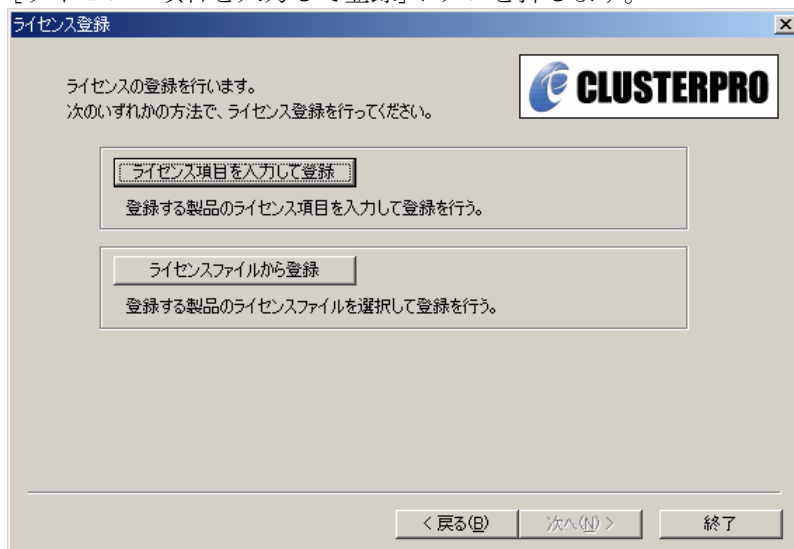 ライセンス登録
ライセンスの登録を行います。
次のいずれかの方法で、ライセンス登録を行ってください。
CLUSTERPRO
ライセンス項目を入力して登録
登録する製品のライセンス項目を入力して登録を行う。
ライセンスファイルから登録
登録する製品のライセンスファイルを選択して登録を行う。
< 戻る(B)
次へ(N) >
終了